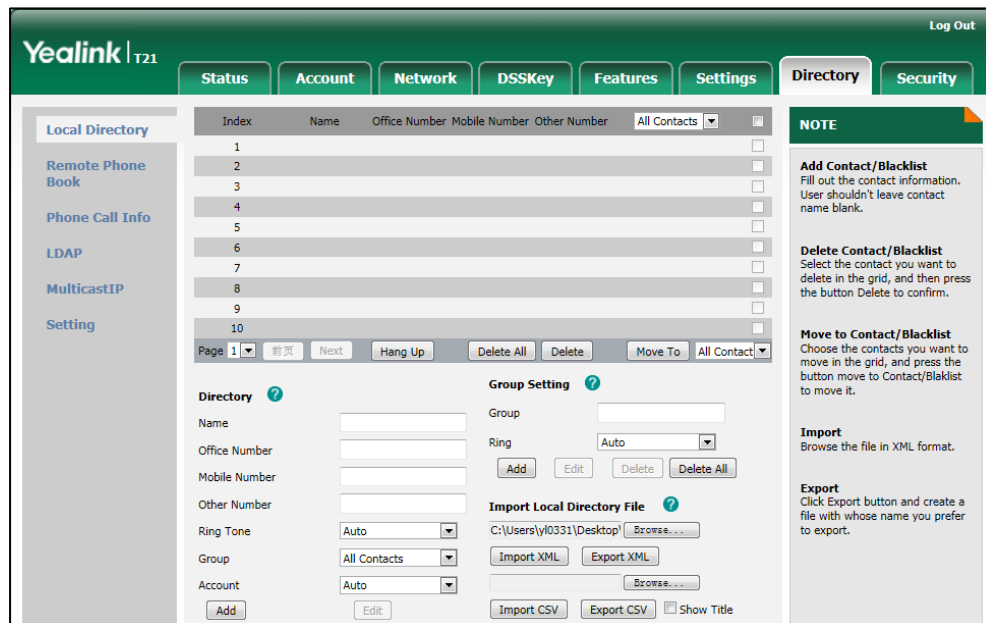 Log Out
Yealink | T21
Status Account Network DSSKey Features Settings Directory Security
Local Directory
Remote Phone
Book
Phone Call Info
LDAP
MulticastIP
Setting
Index Name Office Number Mobile Number Other Number All Contacts
1
2
3
4
5
6
7
8
9
10
Page 1 前页 Next Hang Up Delete All Delete Move To All Contact
Directory
Name
Office Number
Mobile Number
Other Number
Ring Tone Auto
Group All Contacts
Account Auto
Add Edit
Group Setting
Group
Ring Auto
Add Edit Delete Delete All
Import Local Directory File
C:\Users\yl0331\Desktop\ Browse...
Import XML Export XML
Browse...
Import CSV Export CSV Show Title
NOTE
Add Contact/Blacklist
Fill out the contact information.
User shouldn't leave contact
name blank.
Delete Contact/Blacklist
Select the contact you want to
delete in the grid, and then press
the button Delete to confirm.
Move to Contact/Blacklist
Choose the contacts you want to
move in the grid, and press the
button move to Contact/Blaklist
to move it.
Import
Browse the file in XML format.
Export
Click Export button and create a
file with whose name you prefer
to export.